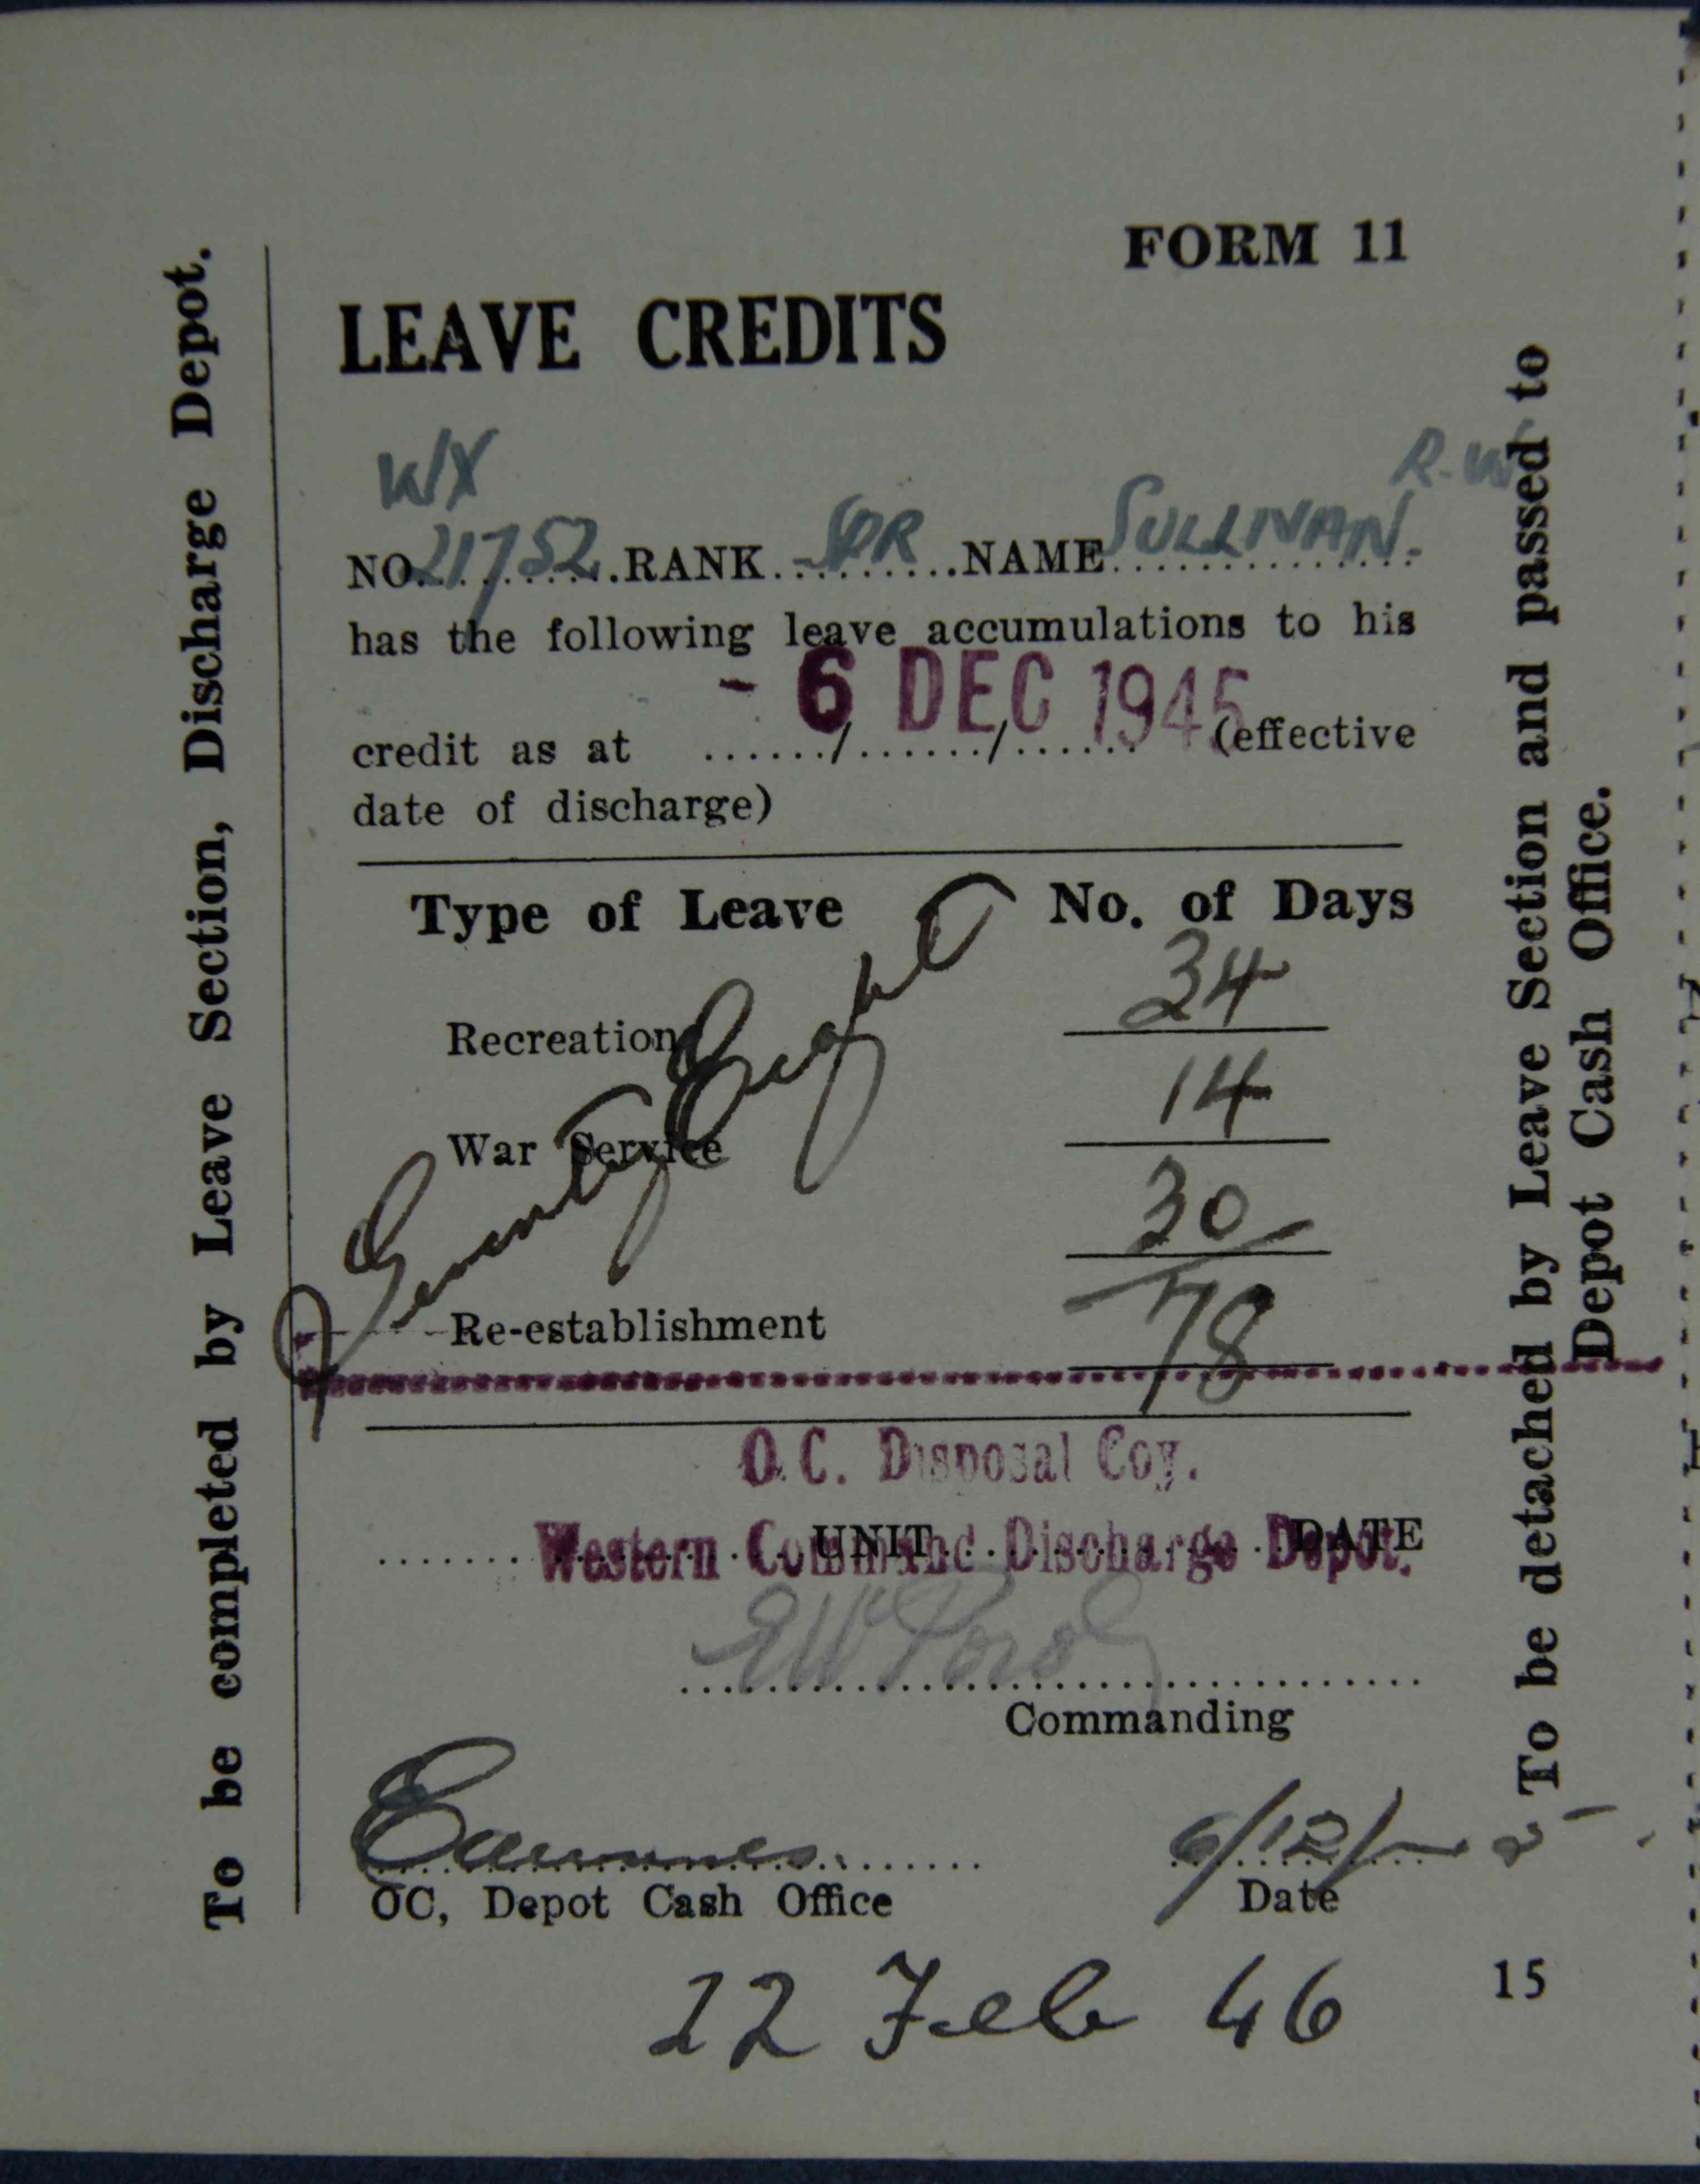 To be completed by Leave Section, Discharge Depot.
FORM 11
LEAVE CREDITS
WX R.W
NO. 21752 RANK SPR NAME SULLIVAN.
has the following leave accumulations to his
- 6 DEC 1945
credit as at ....../....../...... (effective
date of discharge)
Type of Leave No. of Days
Recreation 34
War Service 14
30
Re-establishment 78
Seventy Eight
O.C. Disposal Coy.
UNIT DATE
Western Command Discharge Depot.
Commanding
6/12/
OC, Depot Cash Office Date
22 Feb 46
15
To be detached by Leave Section and passed to
Depot Cash Office.